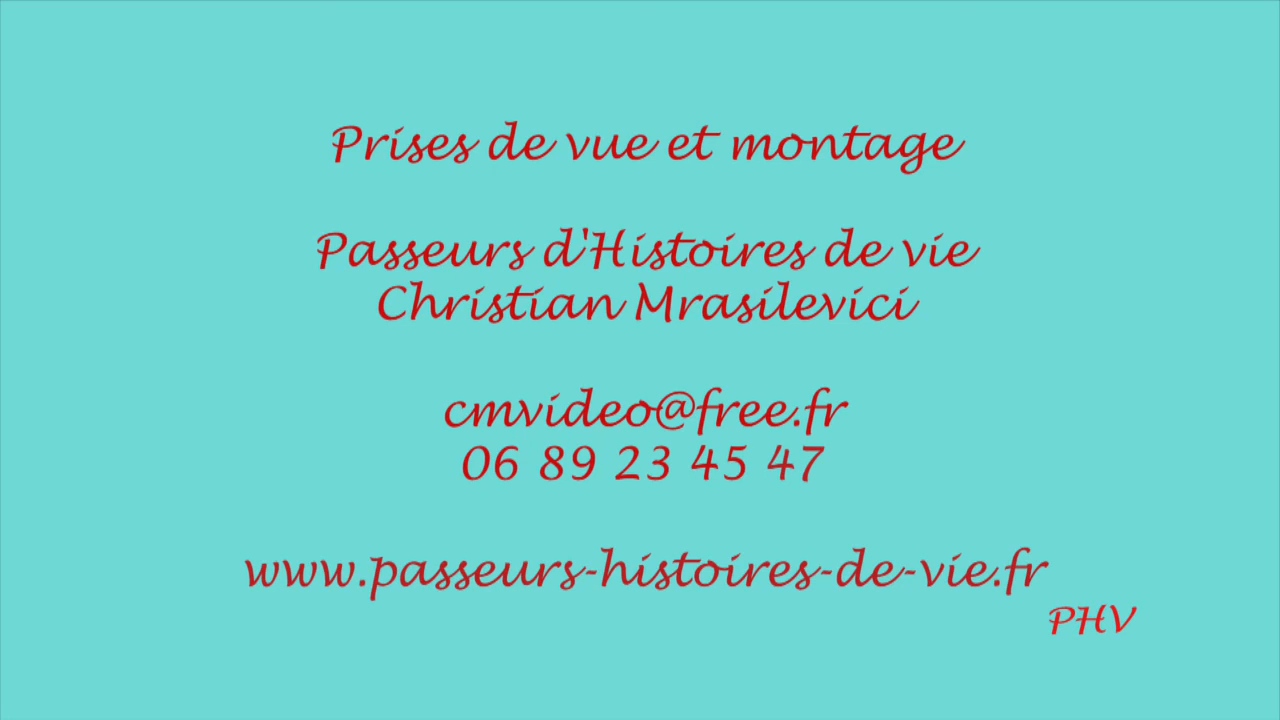 Prises de vue et montage
Passeurs d'Histoires de vie
Christian Mrasilevici
cmvideo@free.fr
06 89 23 45 47
www.passeurs-histoires-de-vie.fr
PHV